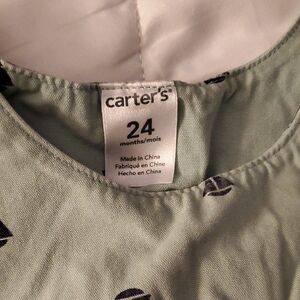 carter's®
24
months/mois
Made in China
Fabriqué en Chine
Hecho en China